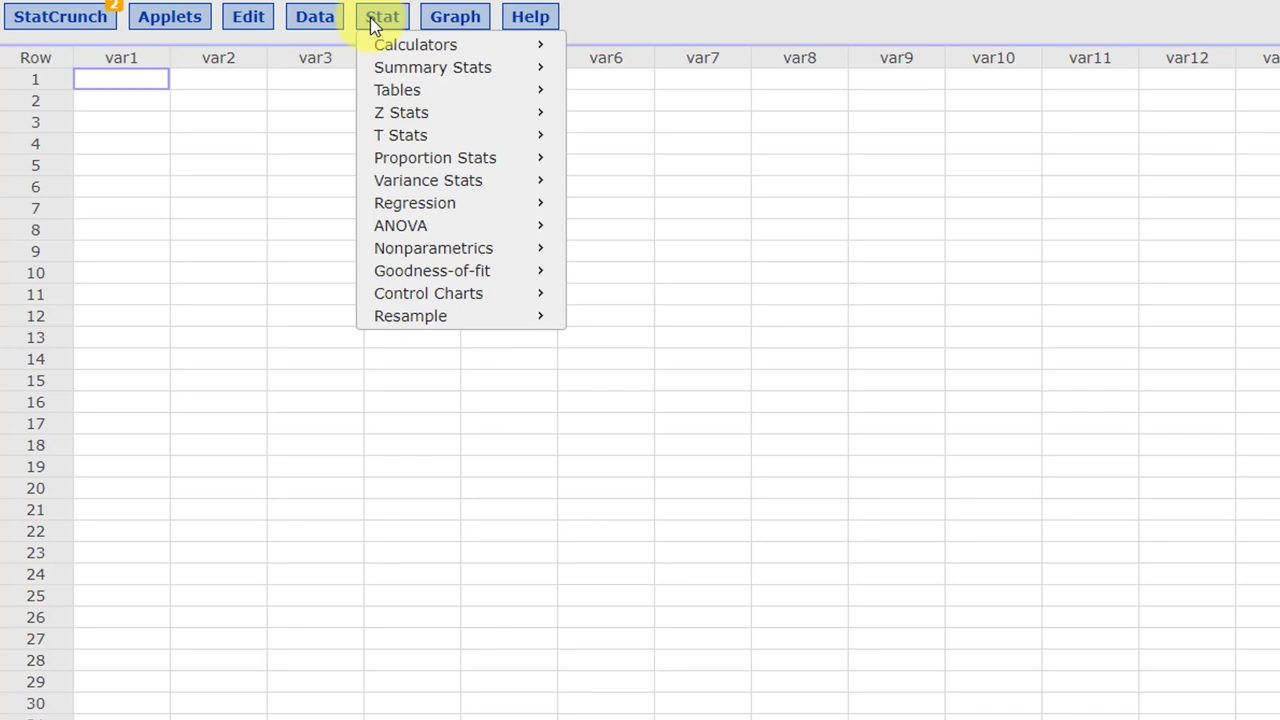 StatCrunch 2 Applets Edit Data Stat Graph Help
Row var1 var2 var3 var6 var7 var8 var9 var10 var11 var12 va
Calculators
Summary Stats
Tables
Z Stats
T Stats
Proportion Stats
Variance Stats
Regression
ANOVA
Nonparametrics
Goodness-of-fit
Control Charts
Resample
1
2
3
4
5
6
7
8
9
10
11
12
13
14
15
16
17
18
19
20
21
22
23
24
25
26
27
28
29
30